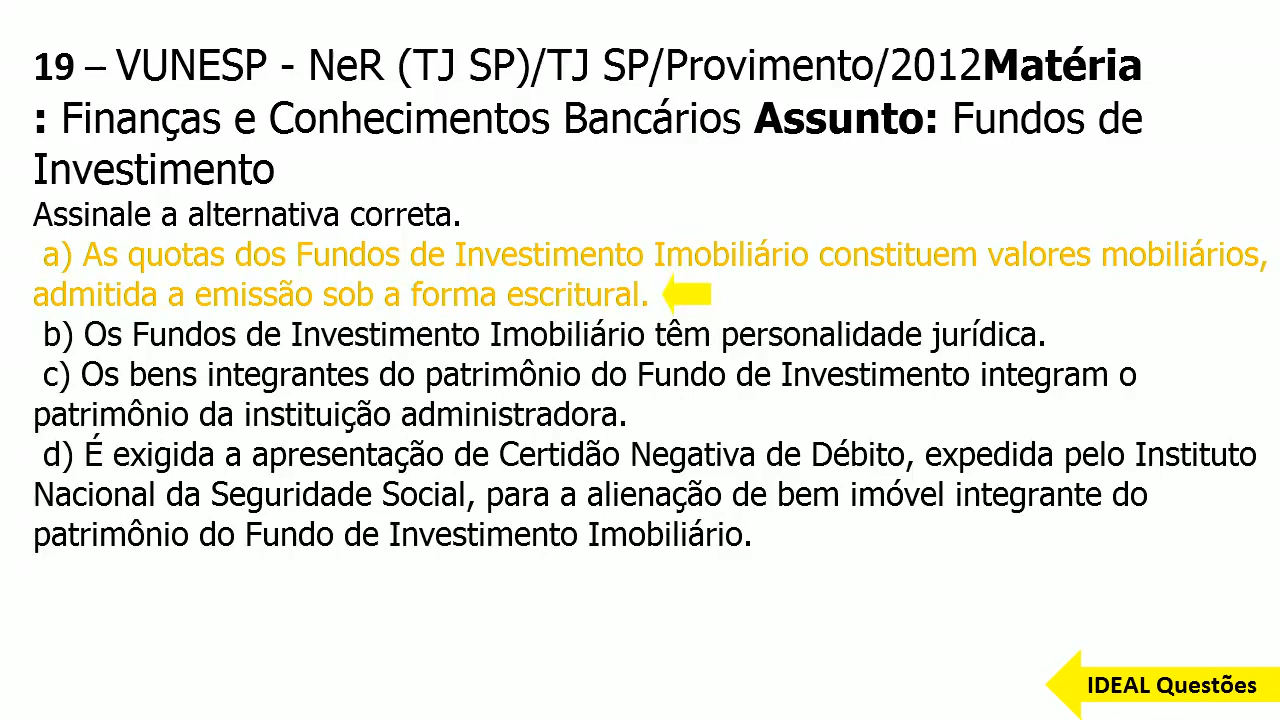 19 – VUNESP - NeR (TJ SP)/TJ SP/Provimento/2012Matéria
: Finanças e Conhecimentos Bancários Assunto: Fundos de
Investimento
Assinale a alternativa correta.
a) As quotas dos Fundos de Investimento Imobiliário constituem valores mobiliários,
admitida a emissão sob a forma escritural.
b) Os Fundos de Investimento Imobiliário têm personalidade jurídica.
c) Os bens integrantes do patrimônio do Fundo de Investimento integram o
patrimônio da instituição administradora.
d) É exigida a apresentação de Certidão Negativa de Débito, expedida pelo Instituto
Nacional da Seguridade Social, para a alienação de bem imóvel integrante do
patrimônio do Fundo de Investimento Imobiliário.
IDEAL Questões